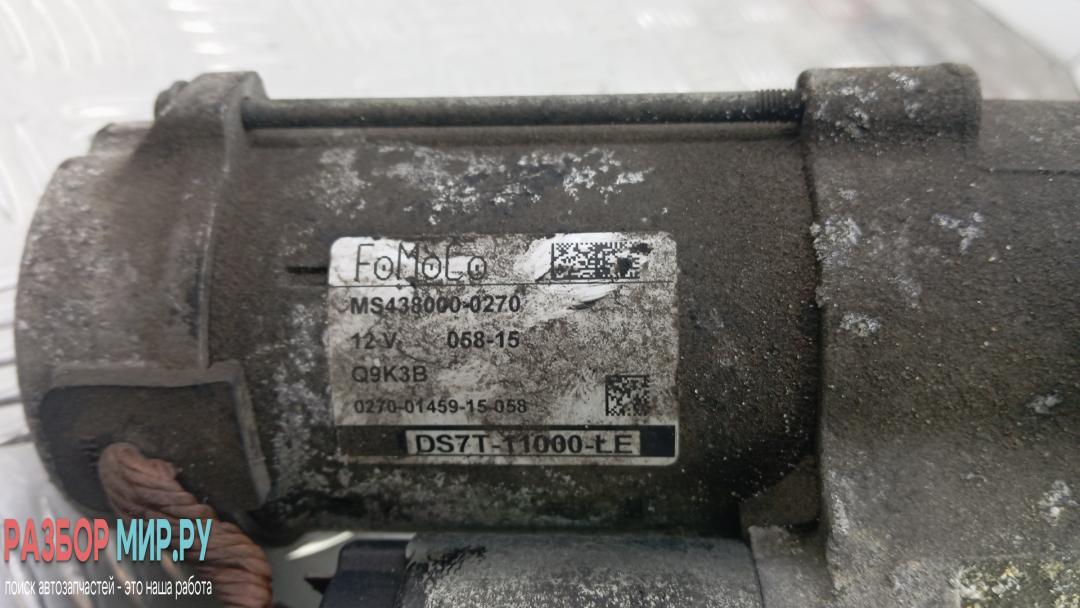 FoMoCo
MS438000-0270
12 V 058-15
Q9K3B
0270-01459-15-058
DS7T-11000-LE
РАЗБОР МИР.РУ
поиск автозапчастей - это наша работа